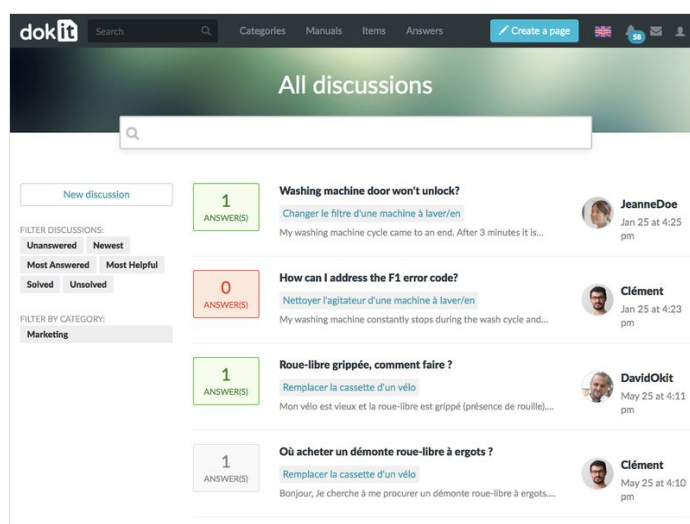 dokit
Search
Categories
Manuals
Items
Answers
Create a page
58
All discussions
New discussion
FILTER DISCUSSIONS:
Unanswered
Newest
Most Answered
Most Helpful
Solved
Unsolved
FILTER BY CATEGORY:
Marketing
1
ANSWER(S)
Washing machine door won't unlock?
Changer le filtre d'une machine à laver/en
My washing machine cycle came to an end. After 3 minutes it is...
JeanneDoe
Jan 25 at 4:25
pm
0
ANSWER(S)
How can I address the F1 error code?
Nettoyer l'agitateur d'une machine à laver/en
My washing machine constantly stops during the wash cycle and...
Clément
Jan 25 at 4:23
pm
1
ANSWER(S)
Roue-libre grippée, comment faire ?
Remplacer la cassette d'un vélo
Mon vélo est vieux et la roue-libre est grippé (présence de rouille)....
DavidOkit
May 25 at 4:11
pm
1
ANSWER(S)
Où acheter un démonte roue-libre à ergots ?
Remplacer la cassette d'un vélo
Bonjour, Je cherche à me procurer un démonte roue-libre à ergots....
Clément
May 25 at 4:10
pm